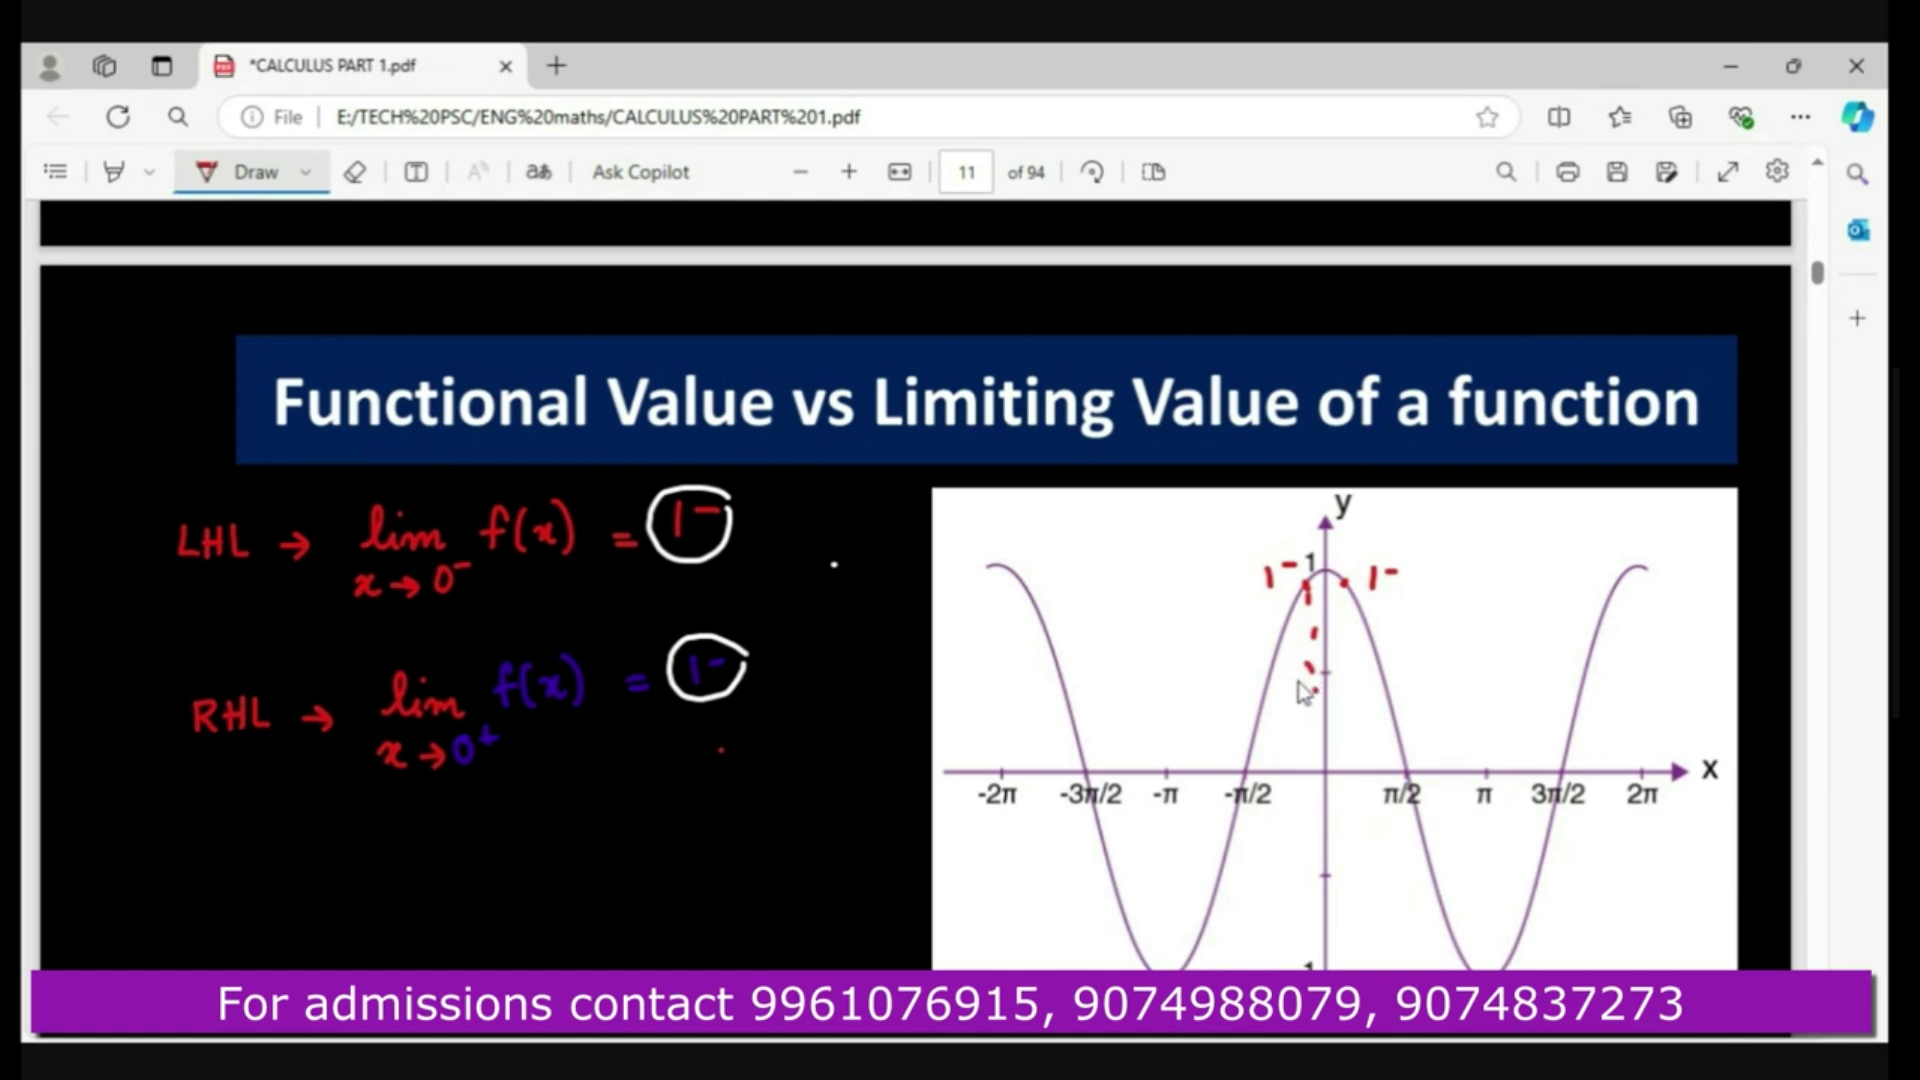 *CALCULUS PART 1.pdf
File E:/TECH%20PSC/ENG%20maths/CALCULUS%20PART%201.pdf
Draw aあ Ask Copilot 11 of 94
Functional Value vs Limiting Value of a function
LHL → lim f(x) = 1⁻
x → 0⁻
RHL → lim f(x) = 1⁻
x → 0⁺
y
1⁻ 1 1⁻
x
-2π -3π/2 -π -π/2 π/2 π 3π/2 2π
For admissions contact 9961076915, 9074988079, 9074837273